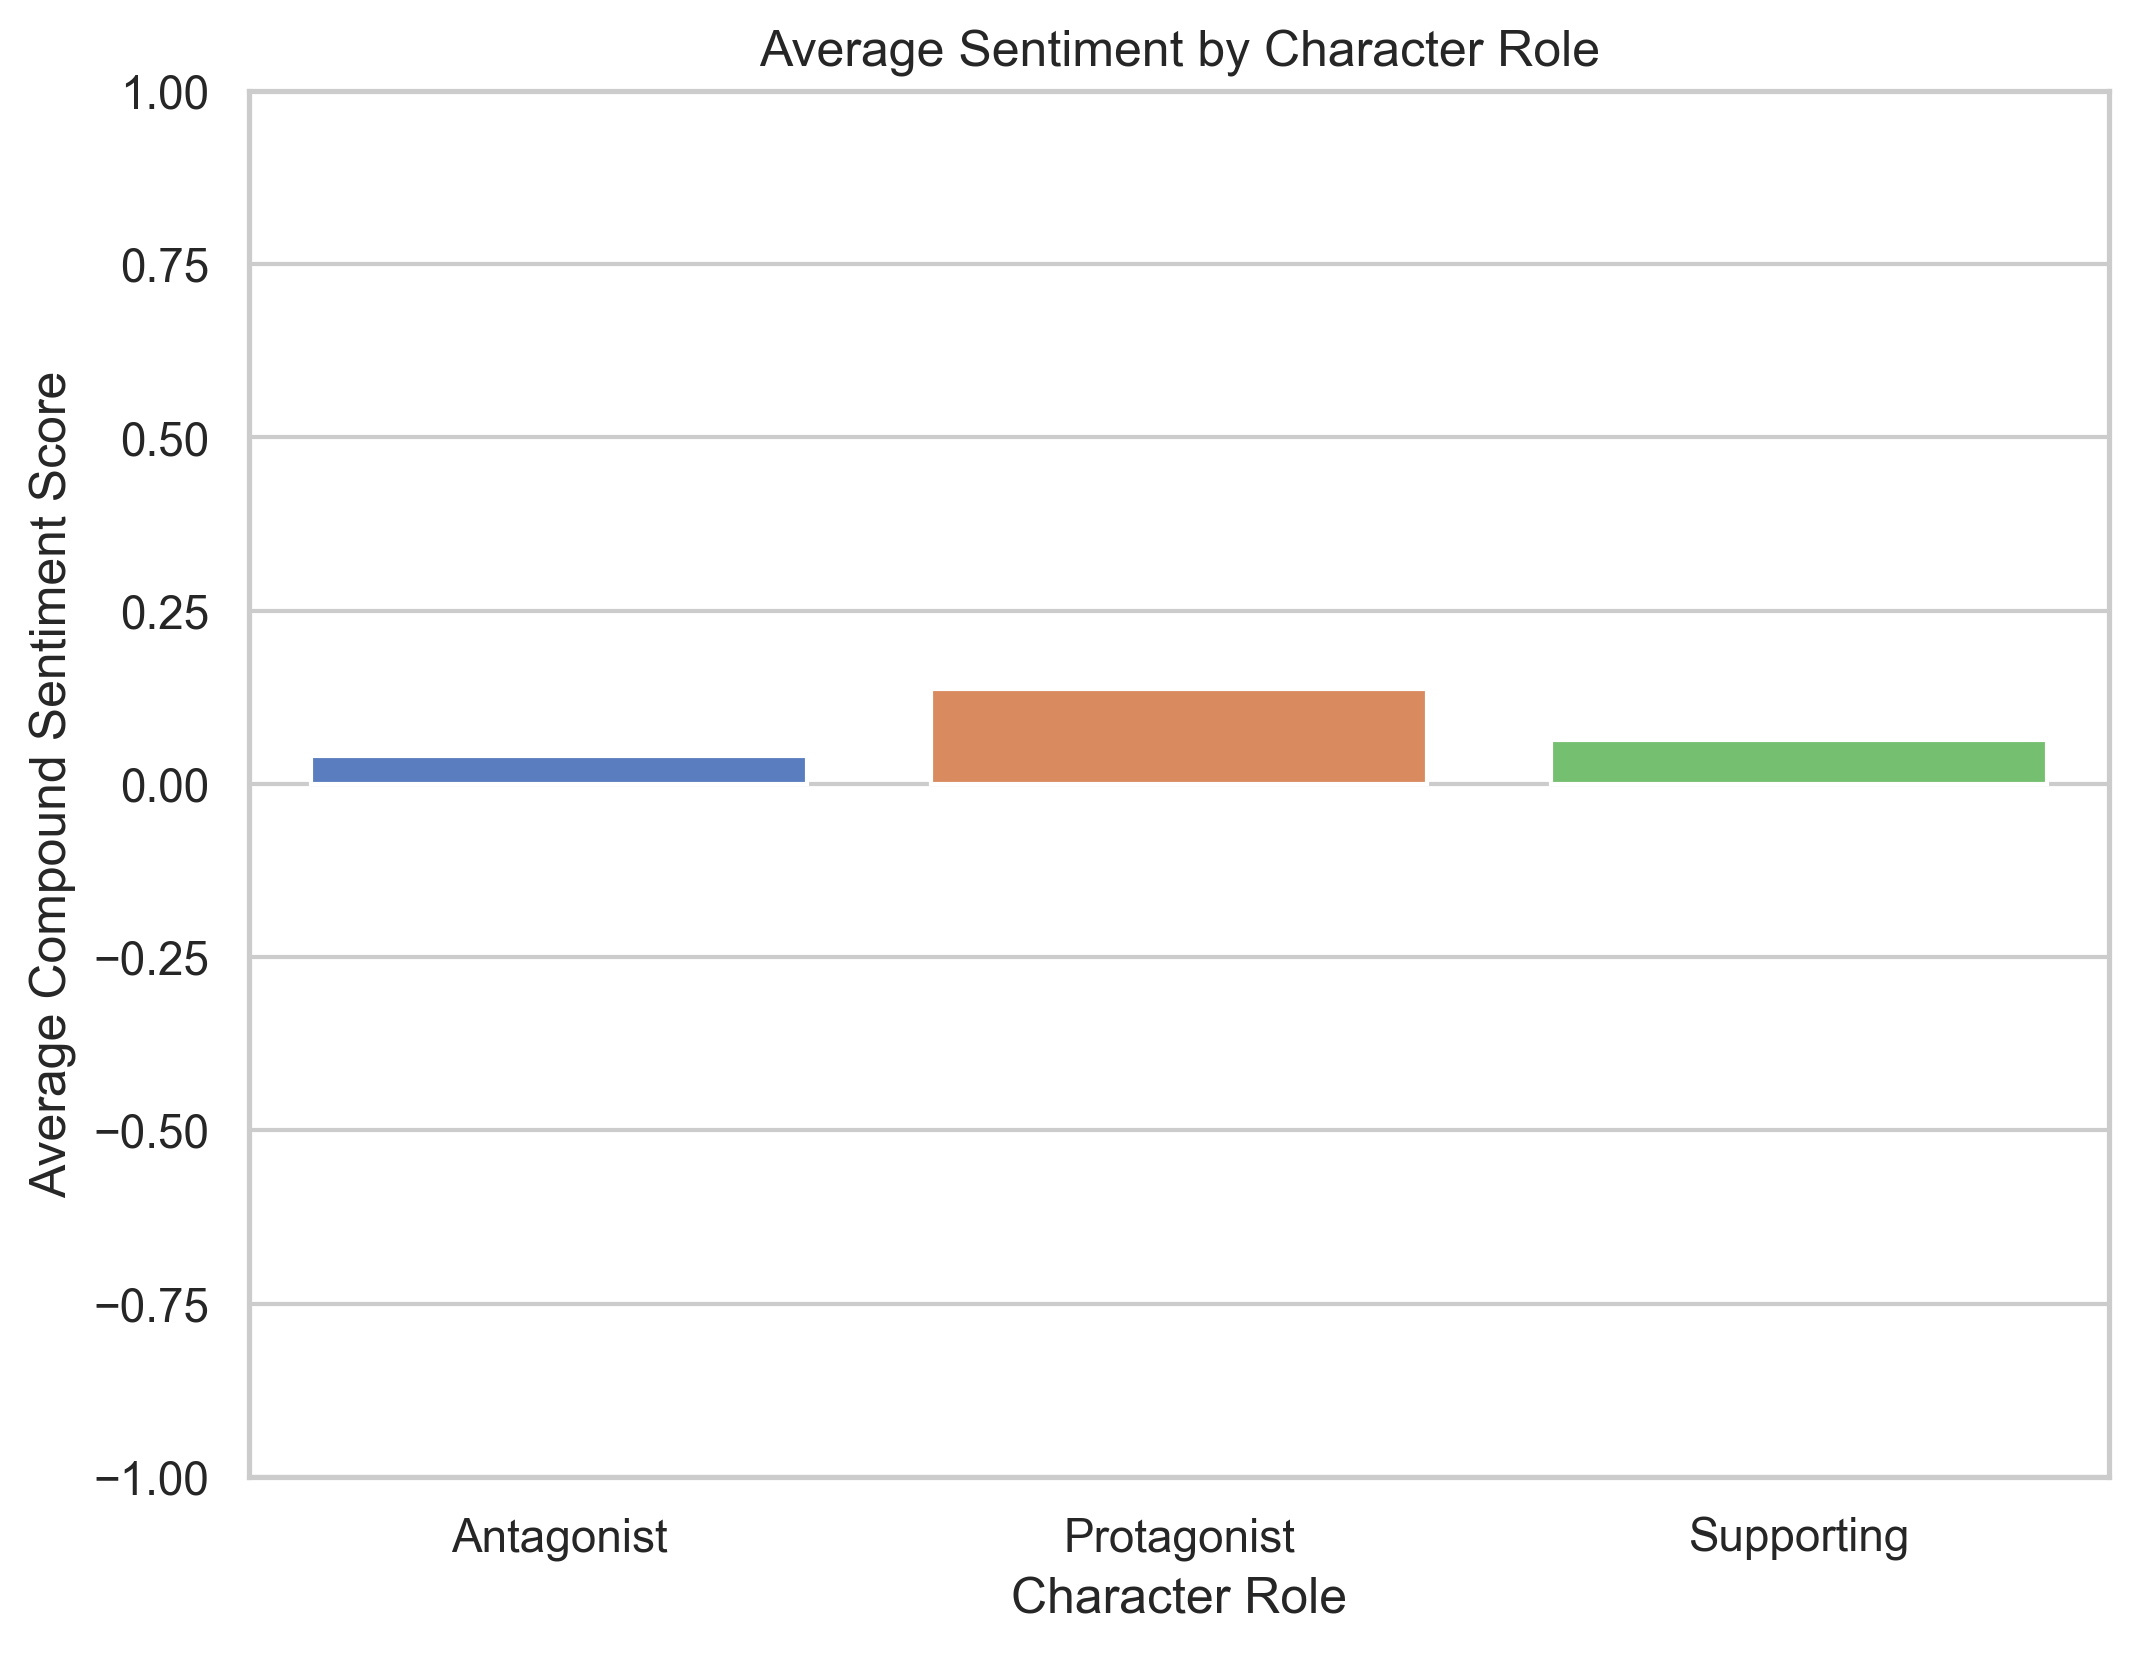 Average Sentiment by Character Role
1.00
0.75
0.50
0.25
0.00
−0.25
−0.50
−0.75
−1.00
Average Compound Sentiment Score
Antagonist
Protagonist
Supporting
Character Role